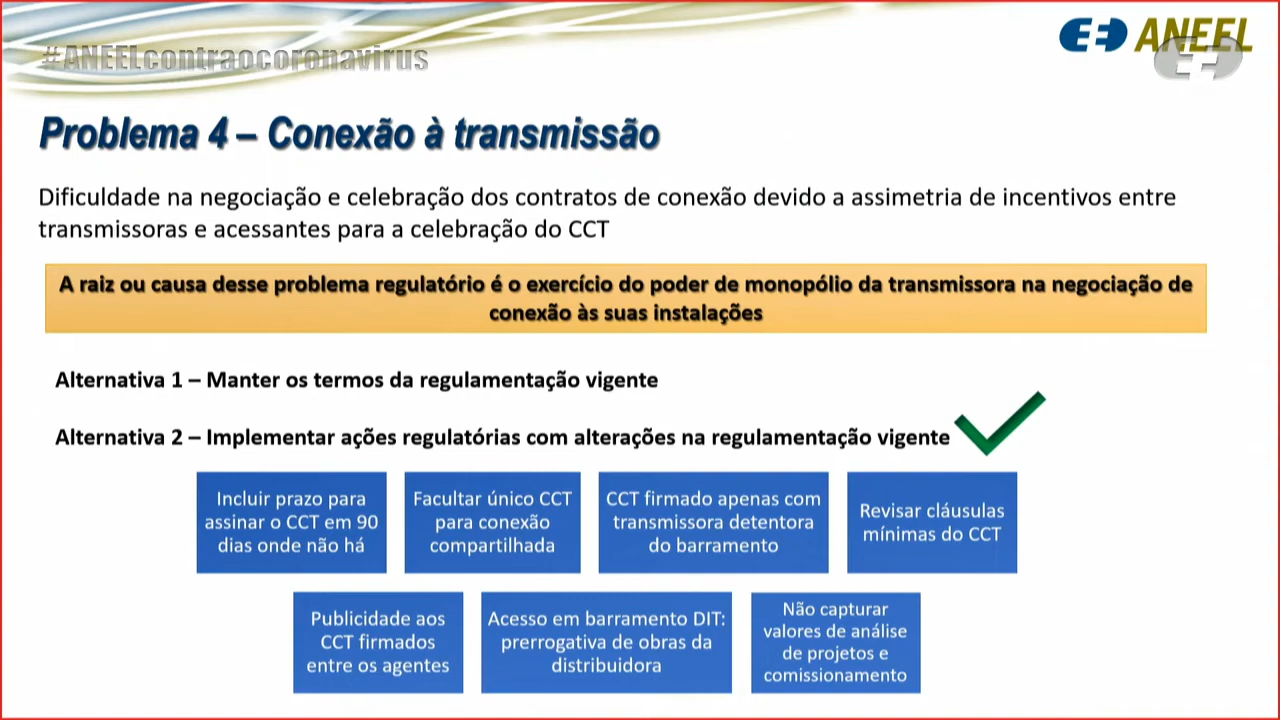 #ANEELcontraocoronavirus
ANEEL
Problema 4 – Conexão à transmissão
Dificuldade na negociação e celebração dos contratos de conexão devido a assimetria de incentivos entre
transmissoras e acessantes para a celebração do CCT
A raiz ou causa desse problema regulatório é o exercício do poder de monopólio da transmissora na negociação de
conexão às suas instalações
Alternativa 1 – Manter os termos da regulamentação vigente
Alternativa 2 – Implementar ações regulatórias com alterações na regulamentação vigente
Incluir prazo para
assinar o CCT em 90
dias onde não há
Facultar único CCT
para conexão
compartilhada
CCT firmado apenas com
transmissora detentora
do barramento
Revisar cláusulas
mínimas do CCT
Publicidade aos
CCT firmados
entre os agentes
Acesso em barramento DIT:
prerrogativa de obras da
distribuidora
Não capturar
valores de análise
de projetos e
comissionamento